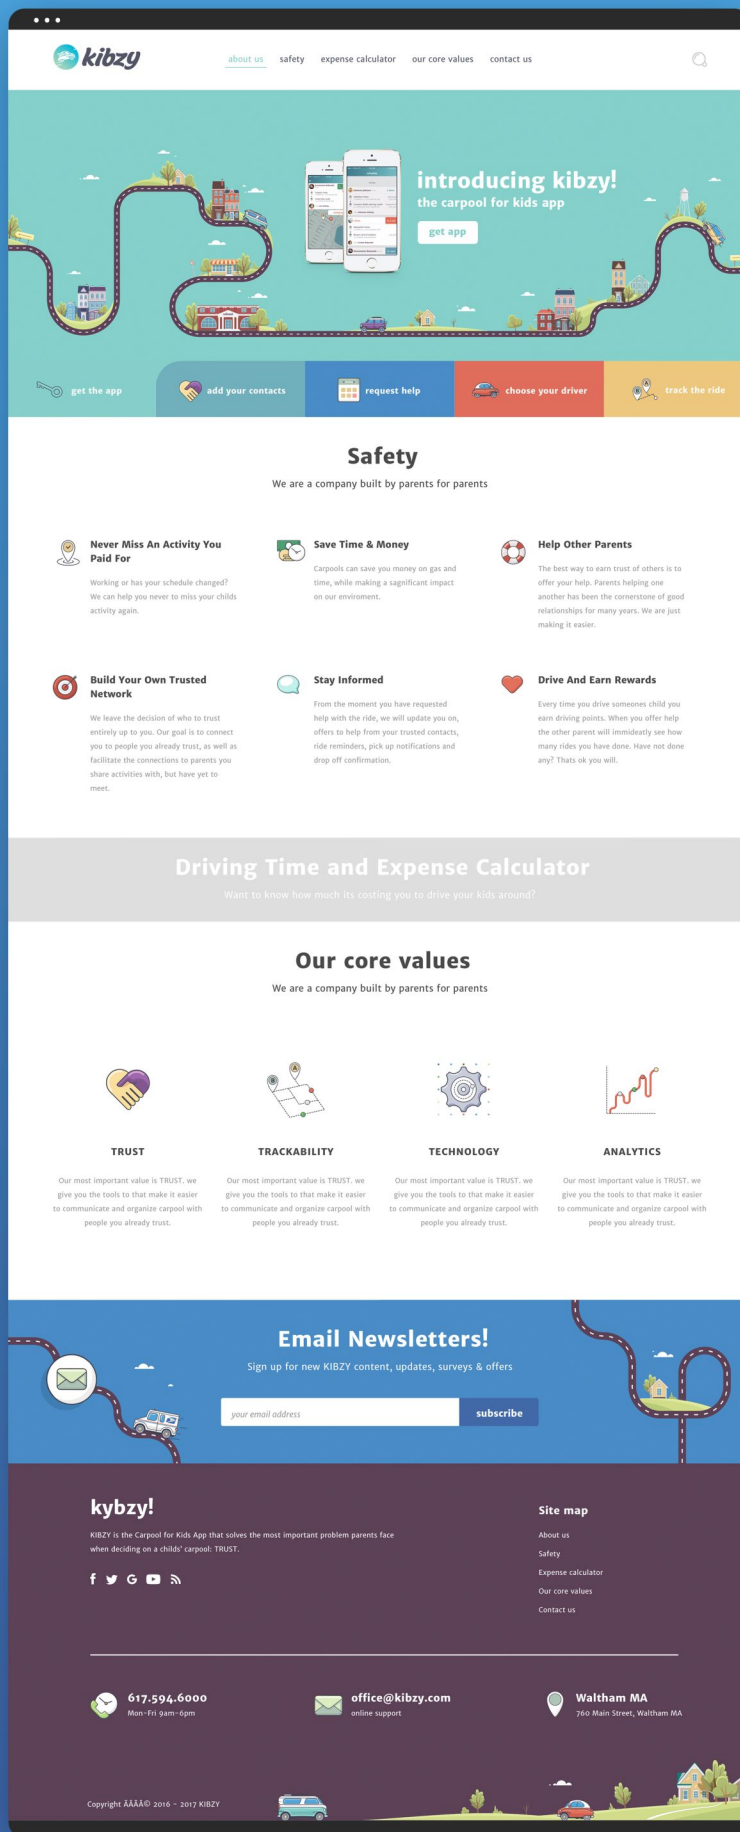 kibzy
about us safety expense calculator our core values contact us
introducing kibzy!
the carpool for kids app
get app
get the app add your contacts request help choose your driver track the ride
Safety
We are a company built by parents for parents
Never Miss An Activity You
Paid For
Working or has your schedule changed?
We can help you never to miss your childs
activity again.
Save Time & Money
Carpools can save you money on gas and
time, while making a sagnificant impact
on our enviroment.
Help Other Parents
The best way to earn trust of others is to
offer your help. Parents helping one
another has been the cornerstone of good
relationships for many years. We are just
making it easier.
Build Your Own Trusted
Network
We leave the decision of who to trust
entirely up to you. Our goal is to connect
you to people you already trust, as well as
facilitate the connections to parents you
share activities with, but have yet to
meet.
Stay Informed
From the moment you have requested
help with the ride, we will update you on,
offers to help from your trusted contacts,
ride reminders, pick up notifications and
drop off confirmation.
Drive And Earn Rewards
Every time you drive someones child you
earn driving points. When you offer help
the other parent will immideatly see how
many rides you have done. Have not done
any? Thats ok you will.
Driving Time and Expense Calculator
Want to know how much its costing you to drive your kids around?
Our core values
We are a company built by parents for parents
TRUST
Our most important value is TRUST. we
give you the tools to that make it easier
to communicate and organize carpool with
people you already trust.
TRACKABILITY
Our most important value is TRUST. we
give you the tools to that make it easier
to communicate and organize carpool with
people you already trust.
TECHNOLOGY
Our most important value is TRUST. we
give you the tools to that make it easier
to communicate and organize carpool with
people you already trust.
ANALYTICS
Our most important value is TRUST. we
give you the tools to that make it easier
to communicate and organize carpool with
people you already trust.
Email Newsletters!
Sign up for new KIBZY content, updates, surveys & offers
your email address subscribe
kybzy!
KIBZY is the Carpool for Kids App that solves the most important problem parents face
when deciding on a childs' carpool: TRUST.
Site map
About us
Safety
Expense calculator
Our core values
Contact us
617.594.6000
Mon-Fri 9am-6pm
office@kibzy.com
online support
Waltham MA
760 Main Street, Waltham MA
Copyright ÃÂÃÂ© 2016 - 2017 KIBZY